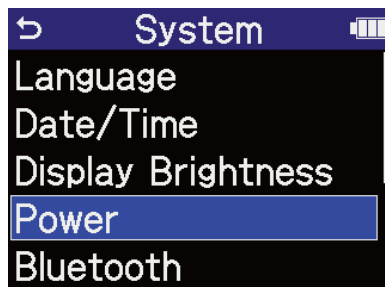 System
Language
Date/Time
Display Brightness
Power
Bluetooth